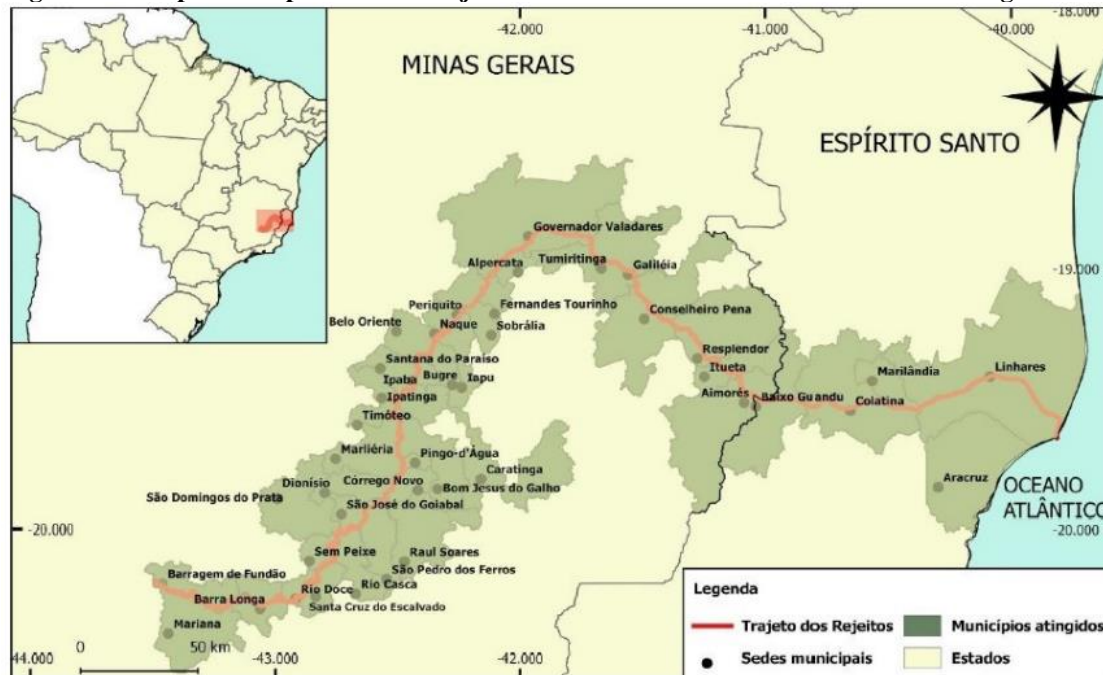 -42.000
-41.000
-40.000
-18.000
MINAS GERAIS
ESPÍRITO SANTO
Governador Valadares
Alpercata
Tumiritinga
Galiléia
-19.000
Periquito
Fernandes Tourinho
Conselheiro Pena
Belo Oriente
Naque
Sobrália
Santana do Paraíso
Resplendor
Itueta
Marilândia
Linhares
Ipaba
Bugre
Iapu
Ipatinga
Aimorés
Baixo Guandu
Colatina
Timóteo
Marliéria
Pingo-d'Água
Caratinga
Dionísio
Córrego Novo
Bom Jesus do Galho
Aracruz
OCEANO
ATLÂNTICO
São Domingos do Prata
São José do Goiabal
-20.000
-20.000
Sem Peixe
Raul Soares
Barragem de Fundão
São Pedro dos Ferros
Barra Longa
Rio Doce
Rio Casca
Santa Cruz do Escalvado
Mariana
0
50 km
-44.000
-43.000
-42.000
Legenda
Trajeto dos Rejeitos
Municípios atingidos
Sedes municipais
Estados